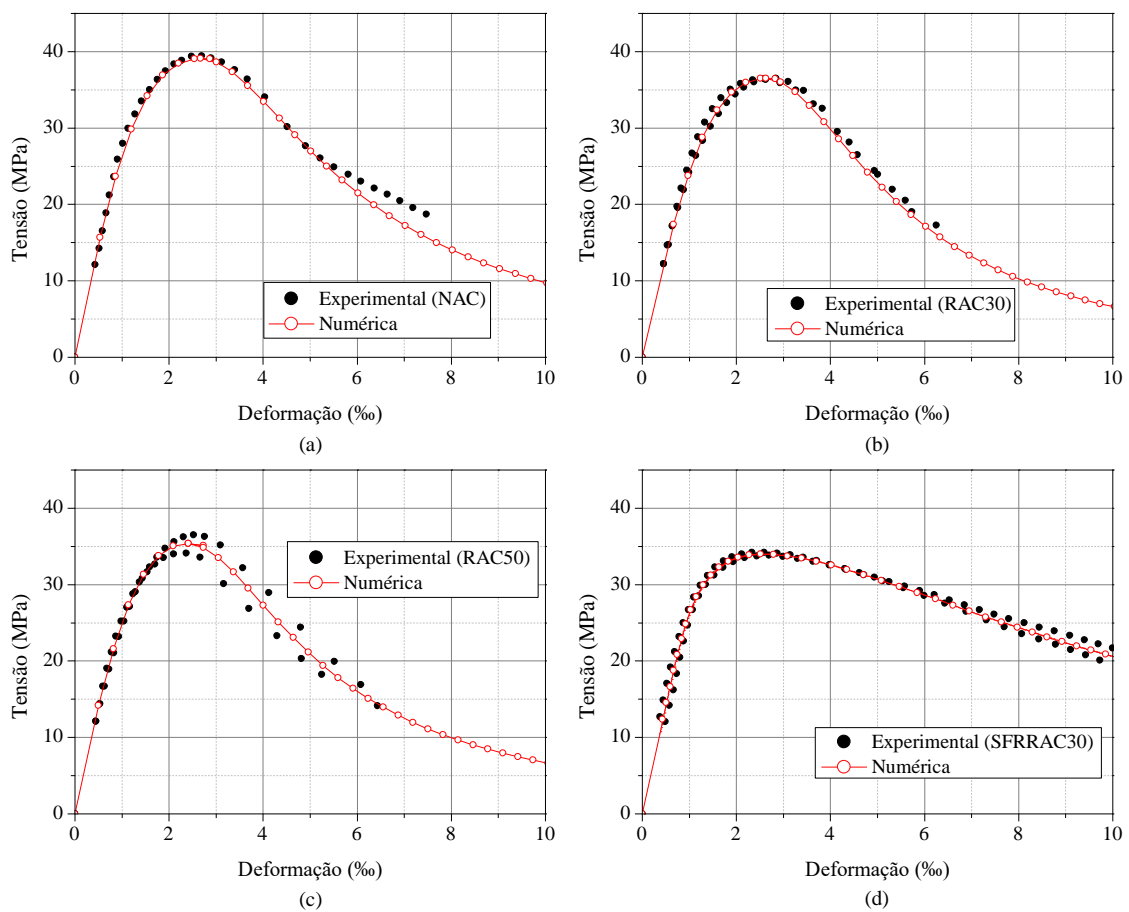 40
30
20
10
0
Tensão (MPa)
Experimental (NAC)
Numérica
0 2 4 6 8 10
Deformação (‰)
(a)
40
30
20
10
0
Tensão (MPa)
Experimental (RAC30)
Numérica
0 2 4 6 8 10
Deformação (‰)
(b)
40
30
20
10
0
Tensão (MPa)
Experimental (RAC50)
Numérica
0 2 4 6 8 10
Deformação (‰)
(c)
40
30
20
10
0
Tensão (MPa)
Experimental (SFRRAC30)
Numérica
0 2 4 6 8 10
Deformação (‰)
(d)